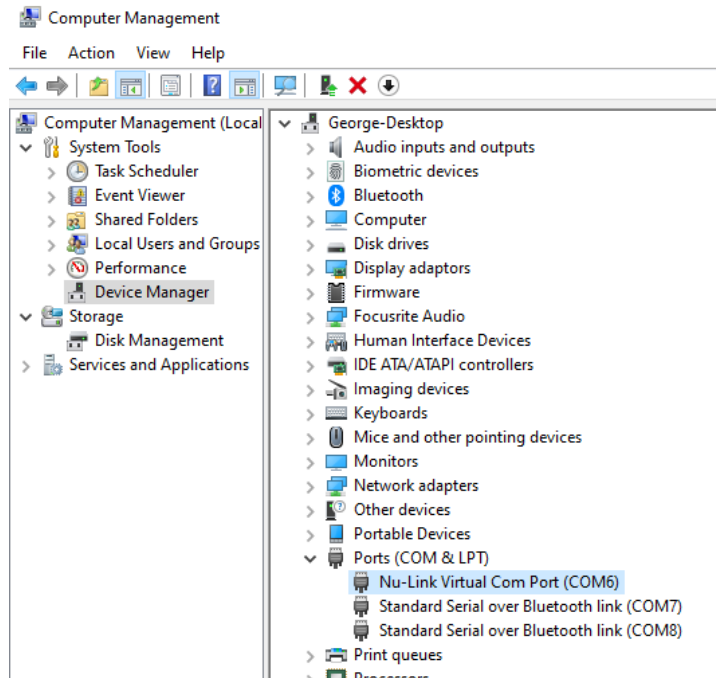 Computer Management
File Action View Help
Computer Management (Local
System Tools
Task Scheduler
Event Viewer
Shared Folders
Local Users and Groups
Performance
Device Manager
Storage
Disk Management
Services and Applications
George-Desktop
Audio inputs and outputs
Biometric devices
Bluetooth
Computer
Disk drives
Display adaptors
Firmware
Focusrite Audio
Human Interface Devices
IDE ATA/ATAPI controllers
Imaging devices
Keyboards
Mice and other pointing devices
Monitors
Network adapters
Other devices
Portable Devices
Ports (COM & LPT)
Nu-Link Virtual Com Port (COM6)
Standard Serial over Bluetooth link (COM7)
Standard Serial over Bluetooth link (COM8)
Print queues
Processors